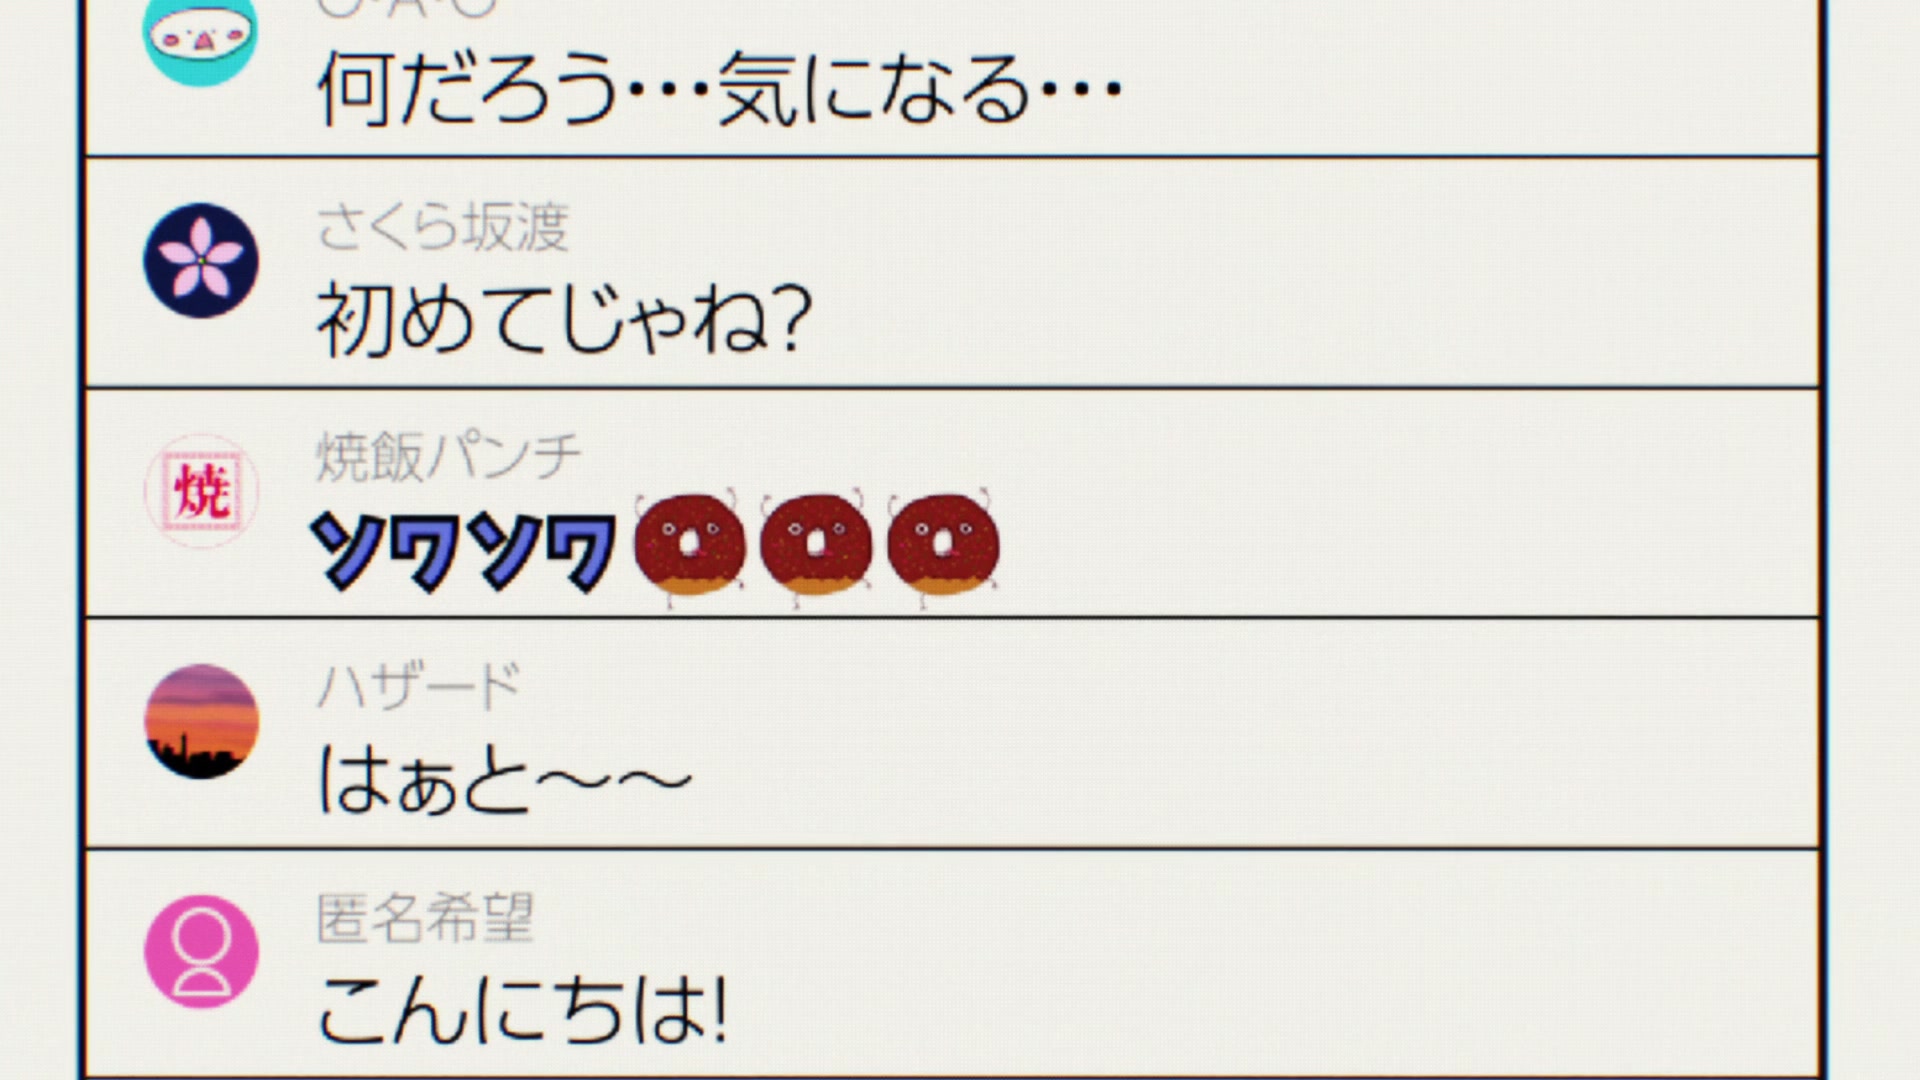 何だろう…気になる…
さくら坂渡
初めてじゃね？
焼
焼飯パンチ
ソワソワ
ハザード
はぁと～～
匿名希望
こんにちは！